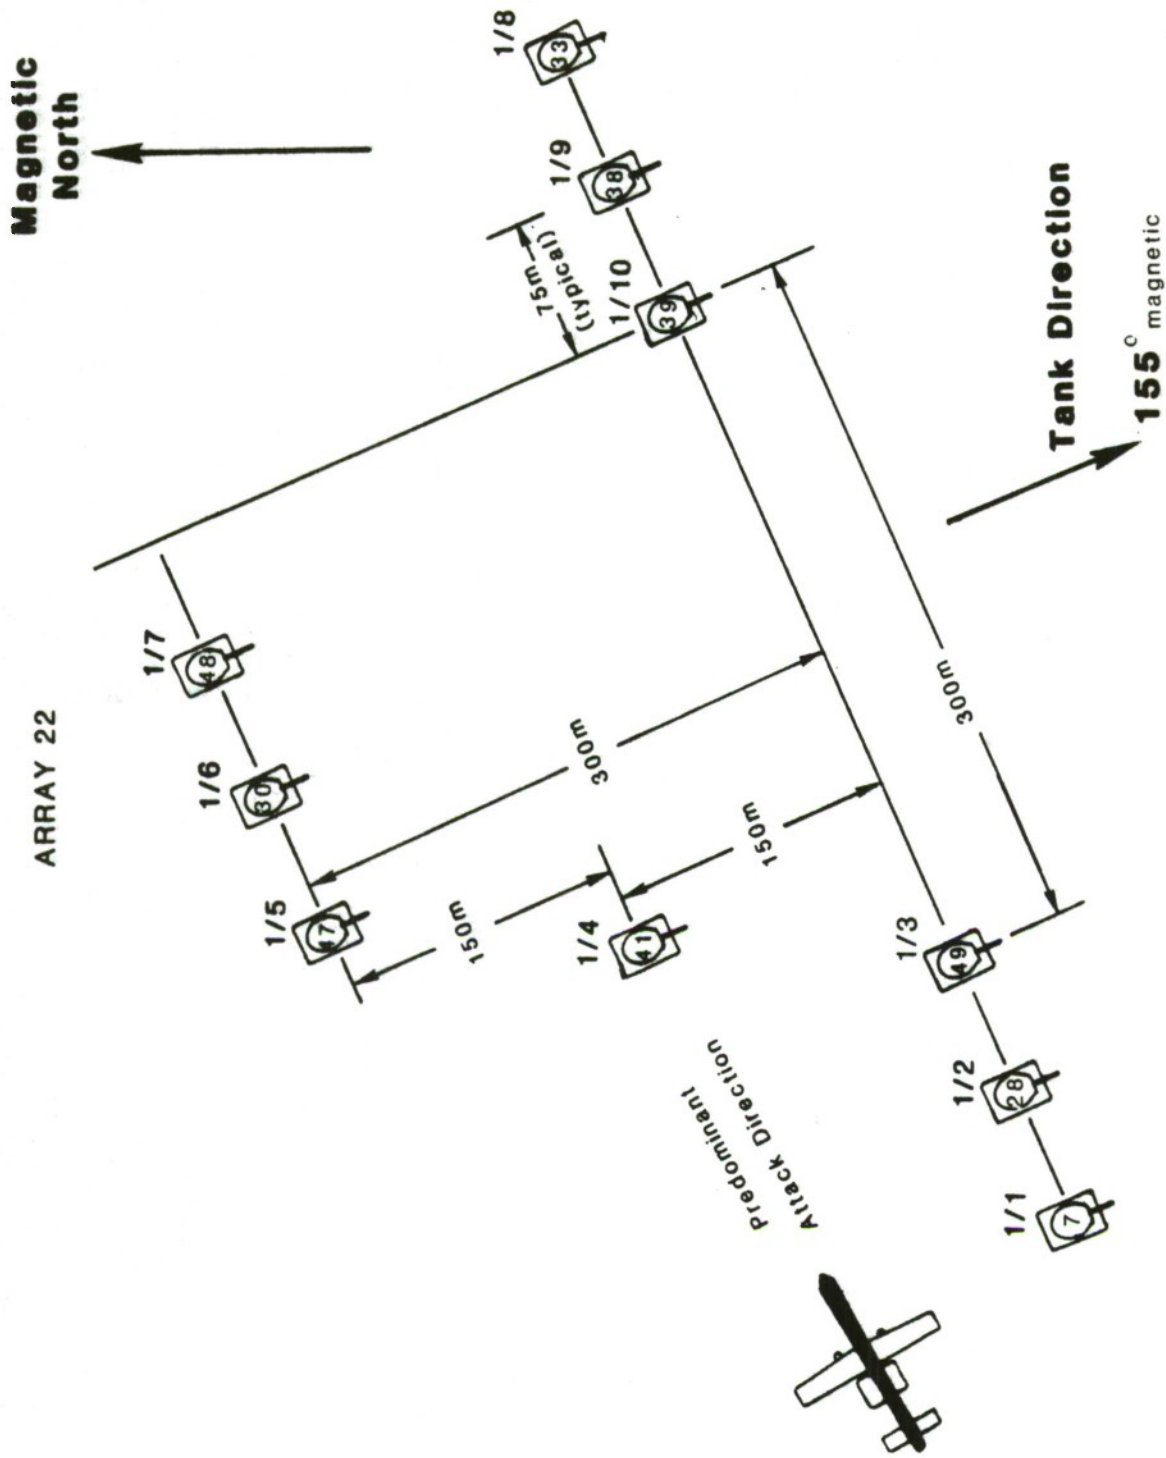 ARRAY 22
Magnetic
North
1/8
33
1/9
38
1/10
39
75m
(typical)
1/7
48
1/6
30
1/5
47
300m
150m
1/4
41
150m
300m
1/3
49
1/2
28
1/1
7
Predominant
Attack Direction
Tank Direction
155° magnetic